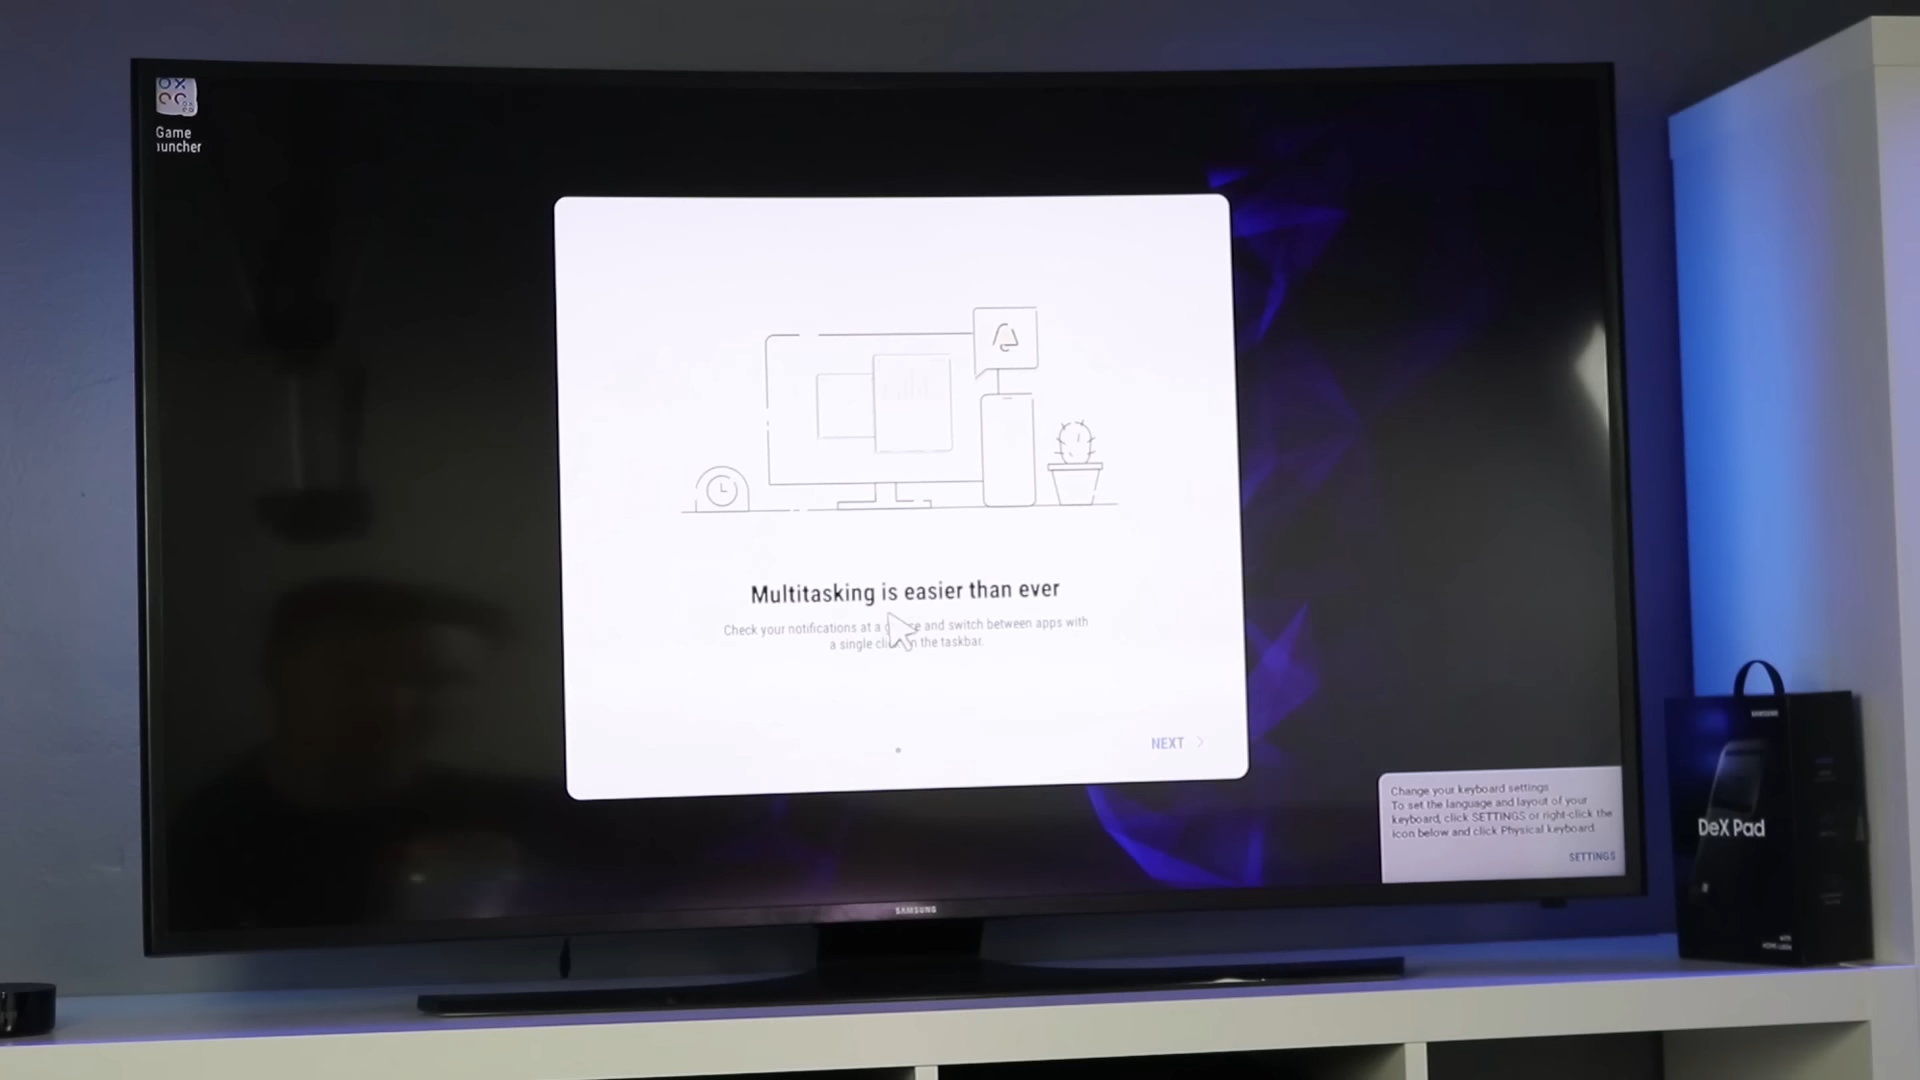 Game
uncher
Multitasking is easier than ever
Check your notifications at a and switch between apps with
a single the taskbar.
NEXT
Change your keyboard settings
To set the language and layout of your
keyboard, click SETTINGS or right-click the
icon below and click Physical keyboard.
SETTINGS
SAMSUNG
SAMSUNG
DeX Pad